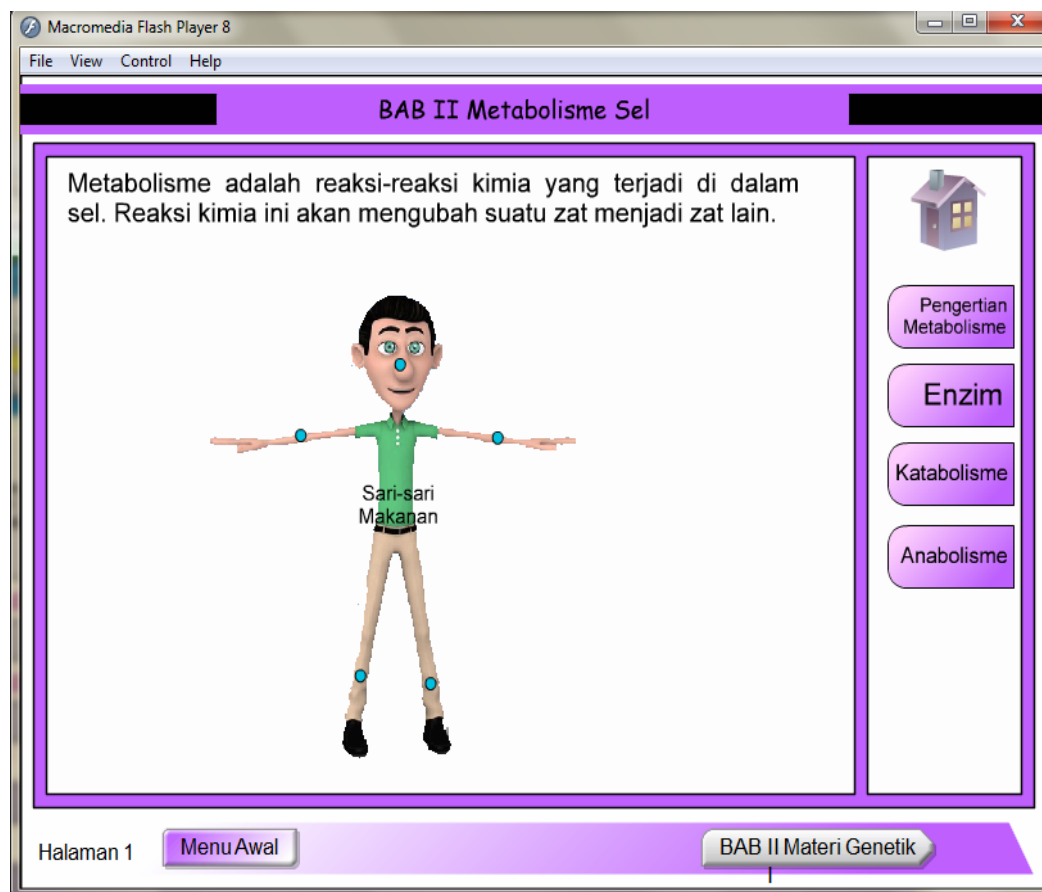 Macromedia Flash Player 8
File View Control Help
BAB II Metabolisme Sel
Metabolisme adalah reaksi-reaksi kimia yang terjadi di dalam
sel. Reaksi kimia ini akan mengubah suatu zat menjadi zat lain.
Sari-sari
Makanan
Pengertian
Metabolisme
Enzim
Katabolisme
Anabolisme
Halaman 1
Menu Awal
BAB II Materi Genetik
I